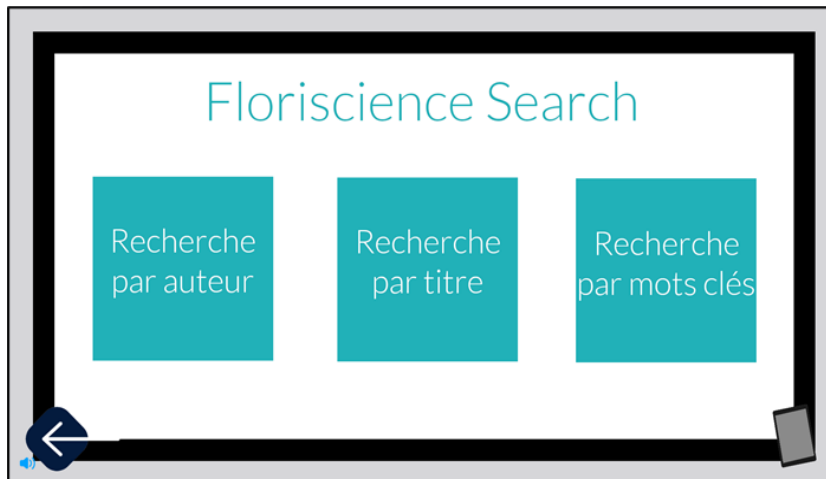 Floriscience Search
Recherche
par auteur
Recherche
par titre
Recherche
par mots clés